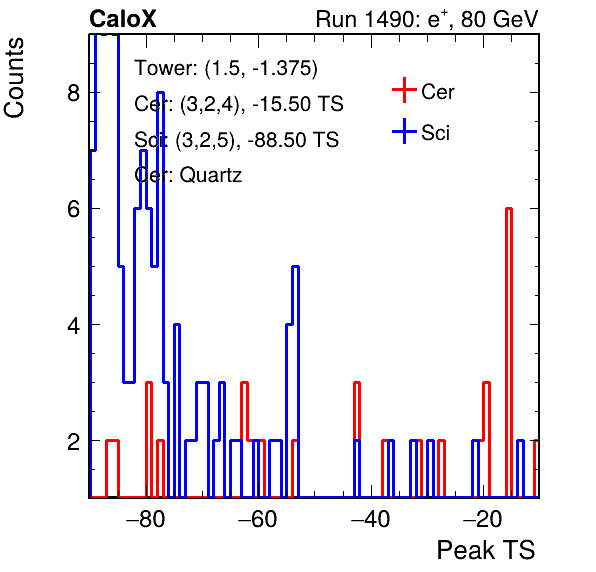 CaloX Run 1490: e⁺, 80 GeV
Counts
Tower: (1.5, -1.375)
Cer: (3,2,4), -15.50 TS
Sci: (3,2,5), -88.50 TS
Cer: Quartz
Cer
Sci
8
6
4
2
−80 −60 −40 −20
Peak TS